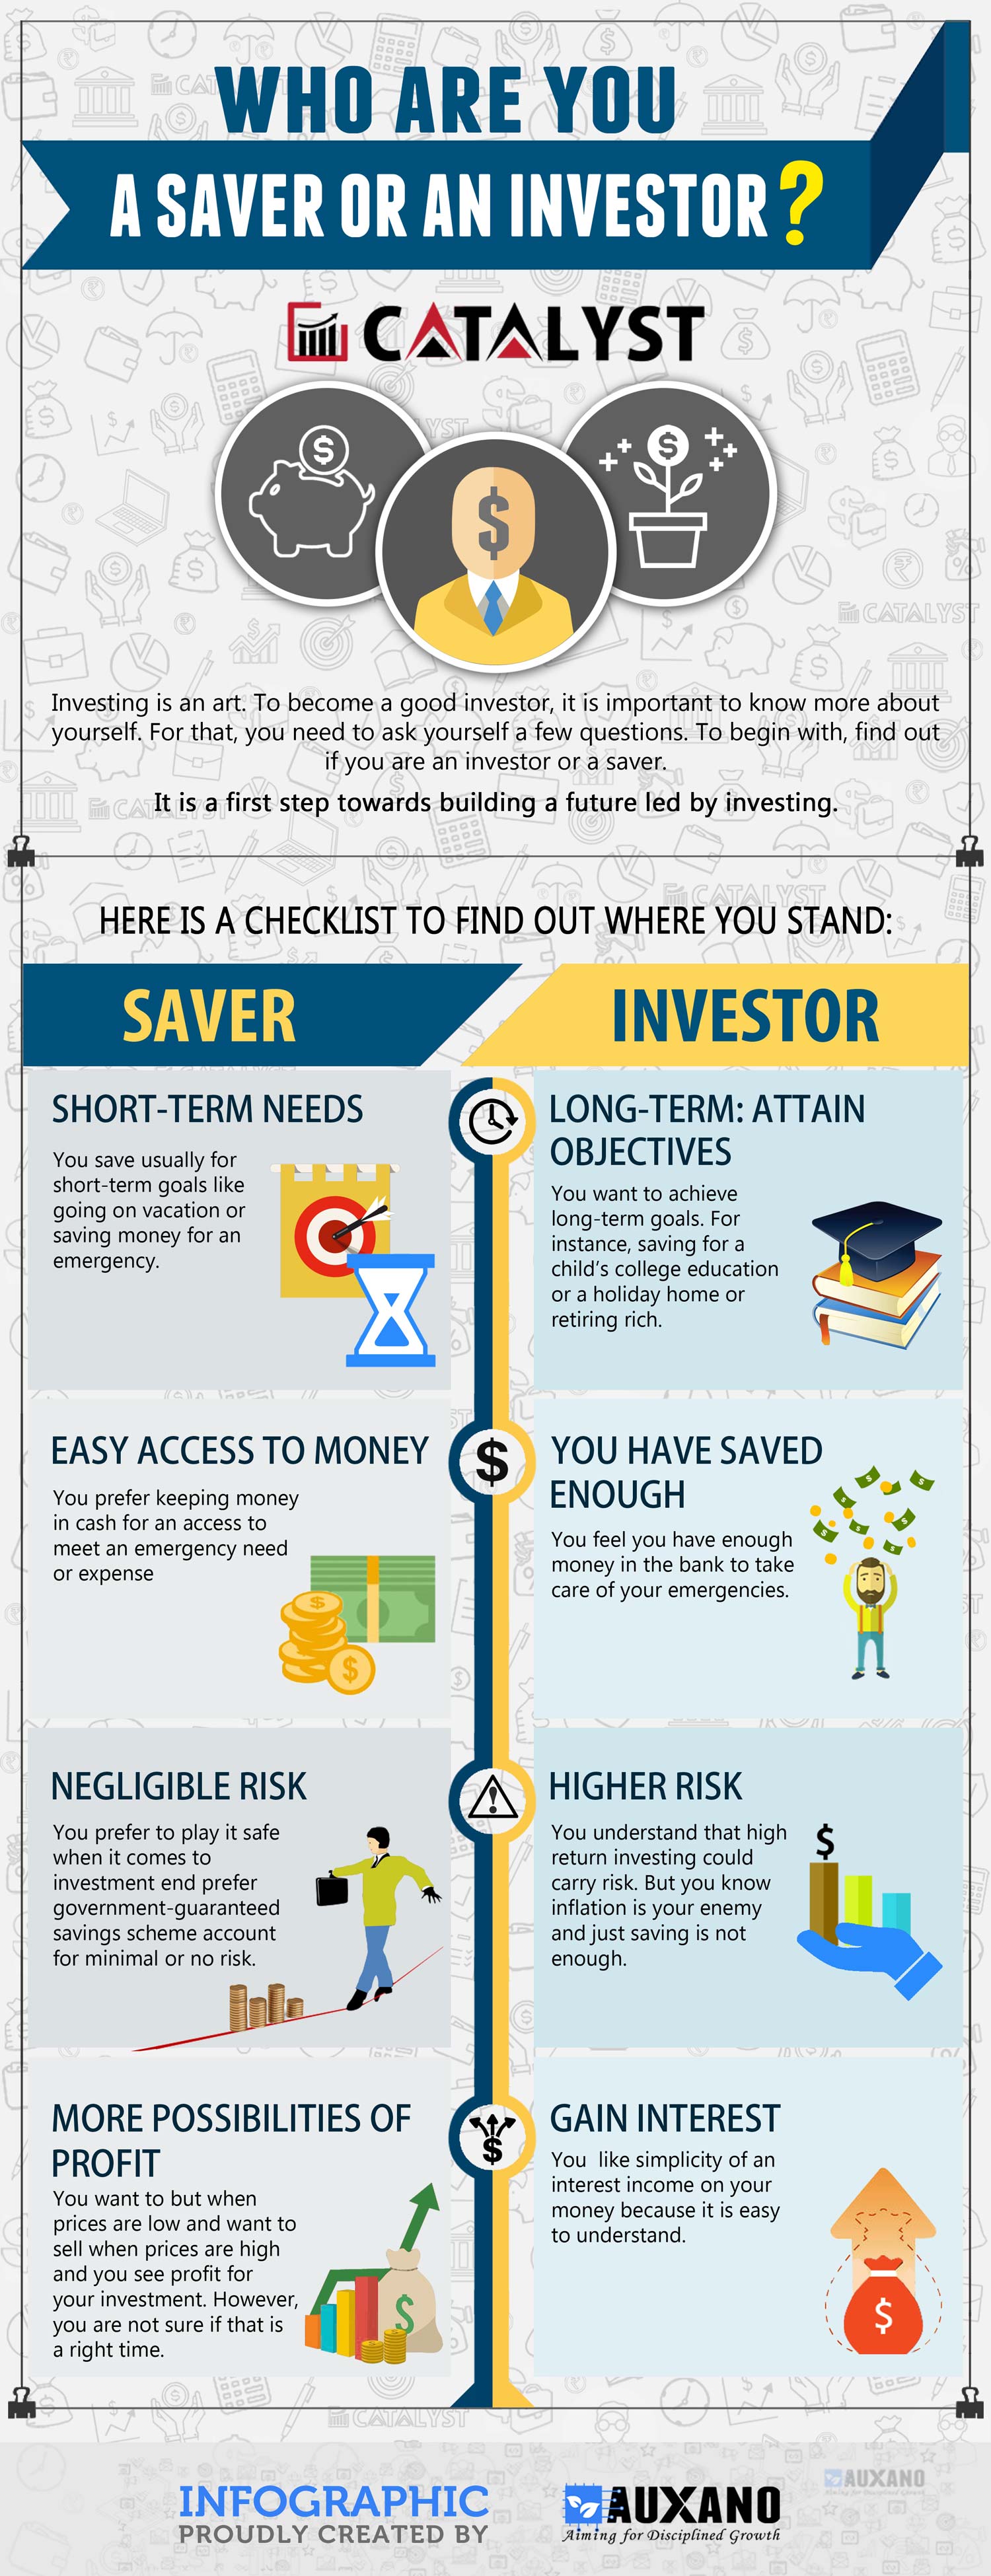 WHO ARE YOU
A SAVER OR AN INVESTOR?
CATALYST
Investing is an art. To become a good investor, it is important to know more about
yourself. For that, you need to ask yourself a few questions. To begin with, find out
if you are an investor or a saver.
It is a first step towards building a future led by investing.
HERE IS A CHECKLIST TO FIND OUT WHERE YOU STAND:
SAVER
INVESTOR
SHORT-TERM NEEDS
You save usually for
short-term goals like
going on vacation or
saving money for an
emergency.
LONG-TERM: ATTAIN
OBJECTIVES
You want to achieve
long-term goals. For
instance, saving for a
child's college education
or a holiday home or
retiring rich.
EASY ACCESS TO MONEY
You prefer keeping money
in cash for an access to
meet an emergency need
or expense
YOU HAVE SAVED
ENOUGH
You feel you have enough
money in the bank to take
care of your emergencies.
NEGLIGIBLE RISK
You prefer to play it safe
when it comes to
investment end prefer
government-guaranteed
savings scheme account
for minimal or no risk.
HIGHER RISK
You understand that high
return investing could
carry risk. But you know
inflation is your enemy
and just saving is not
enough.
MORE POSSIBILITIES OF
PROFIT
You want to but when
prices are low and want to
sell when prices are high
and you see profit for
your investment. However,
you are not sure if that is
a right time.
GAIN INTEREST
You like simplicity of an
interest income on your
money because it is easy
to understand.
INFOGRAPHIC
PROUDLY CREATED BY
AUXANO
Aiming for Disciplined Growth